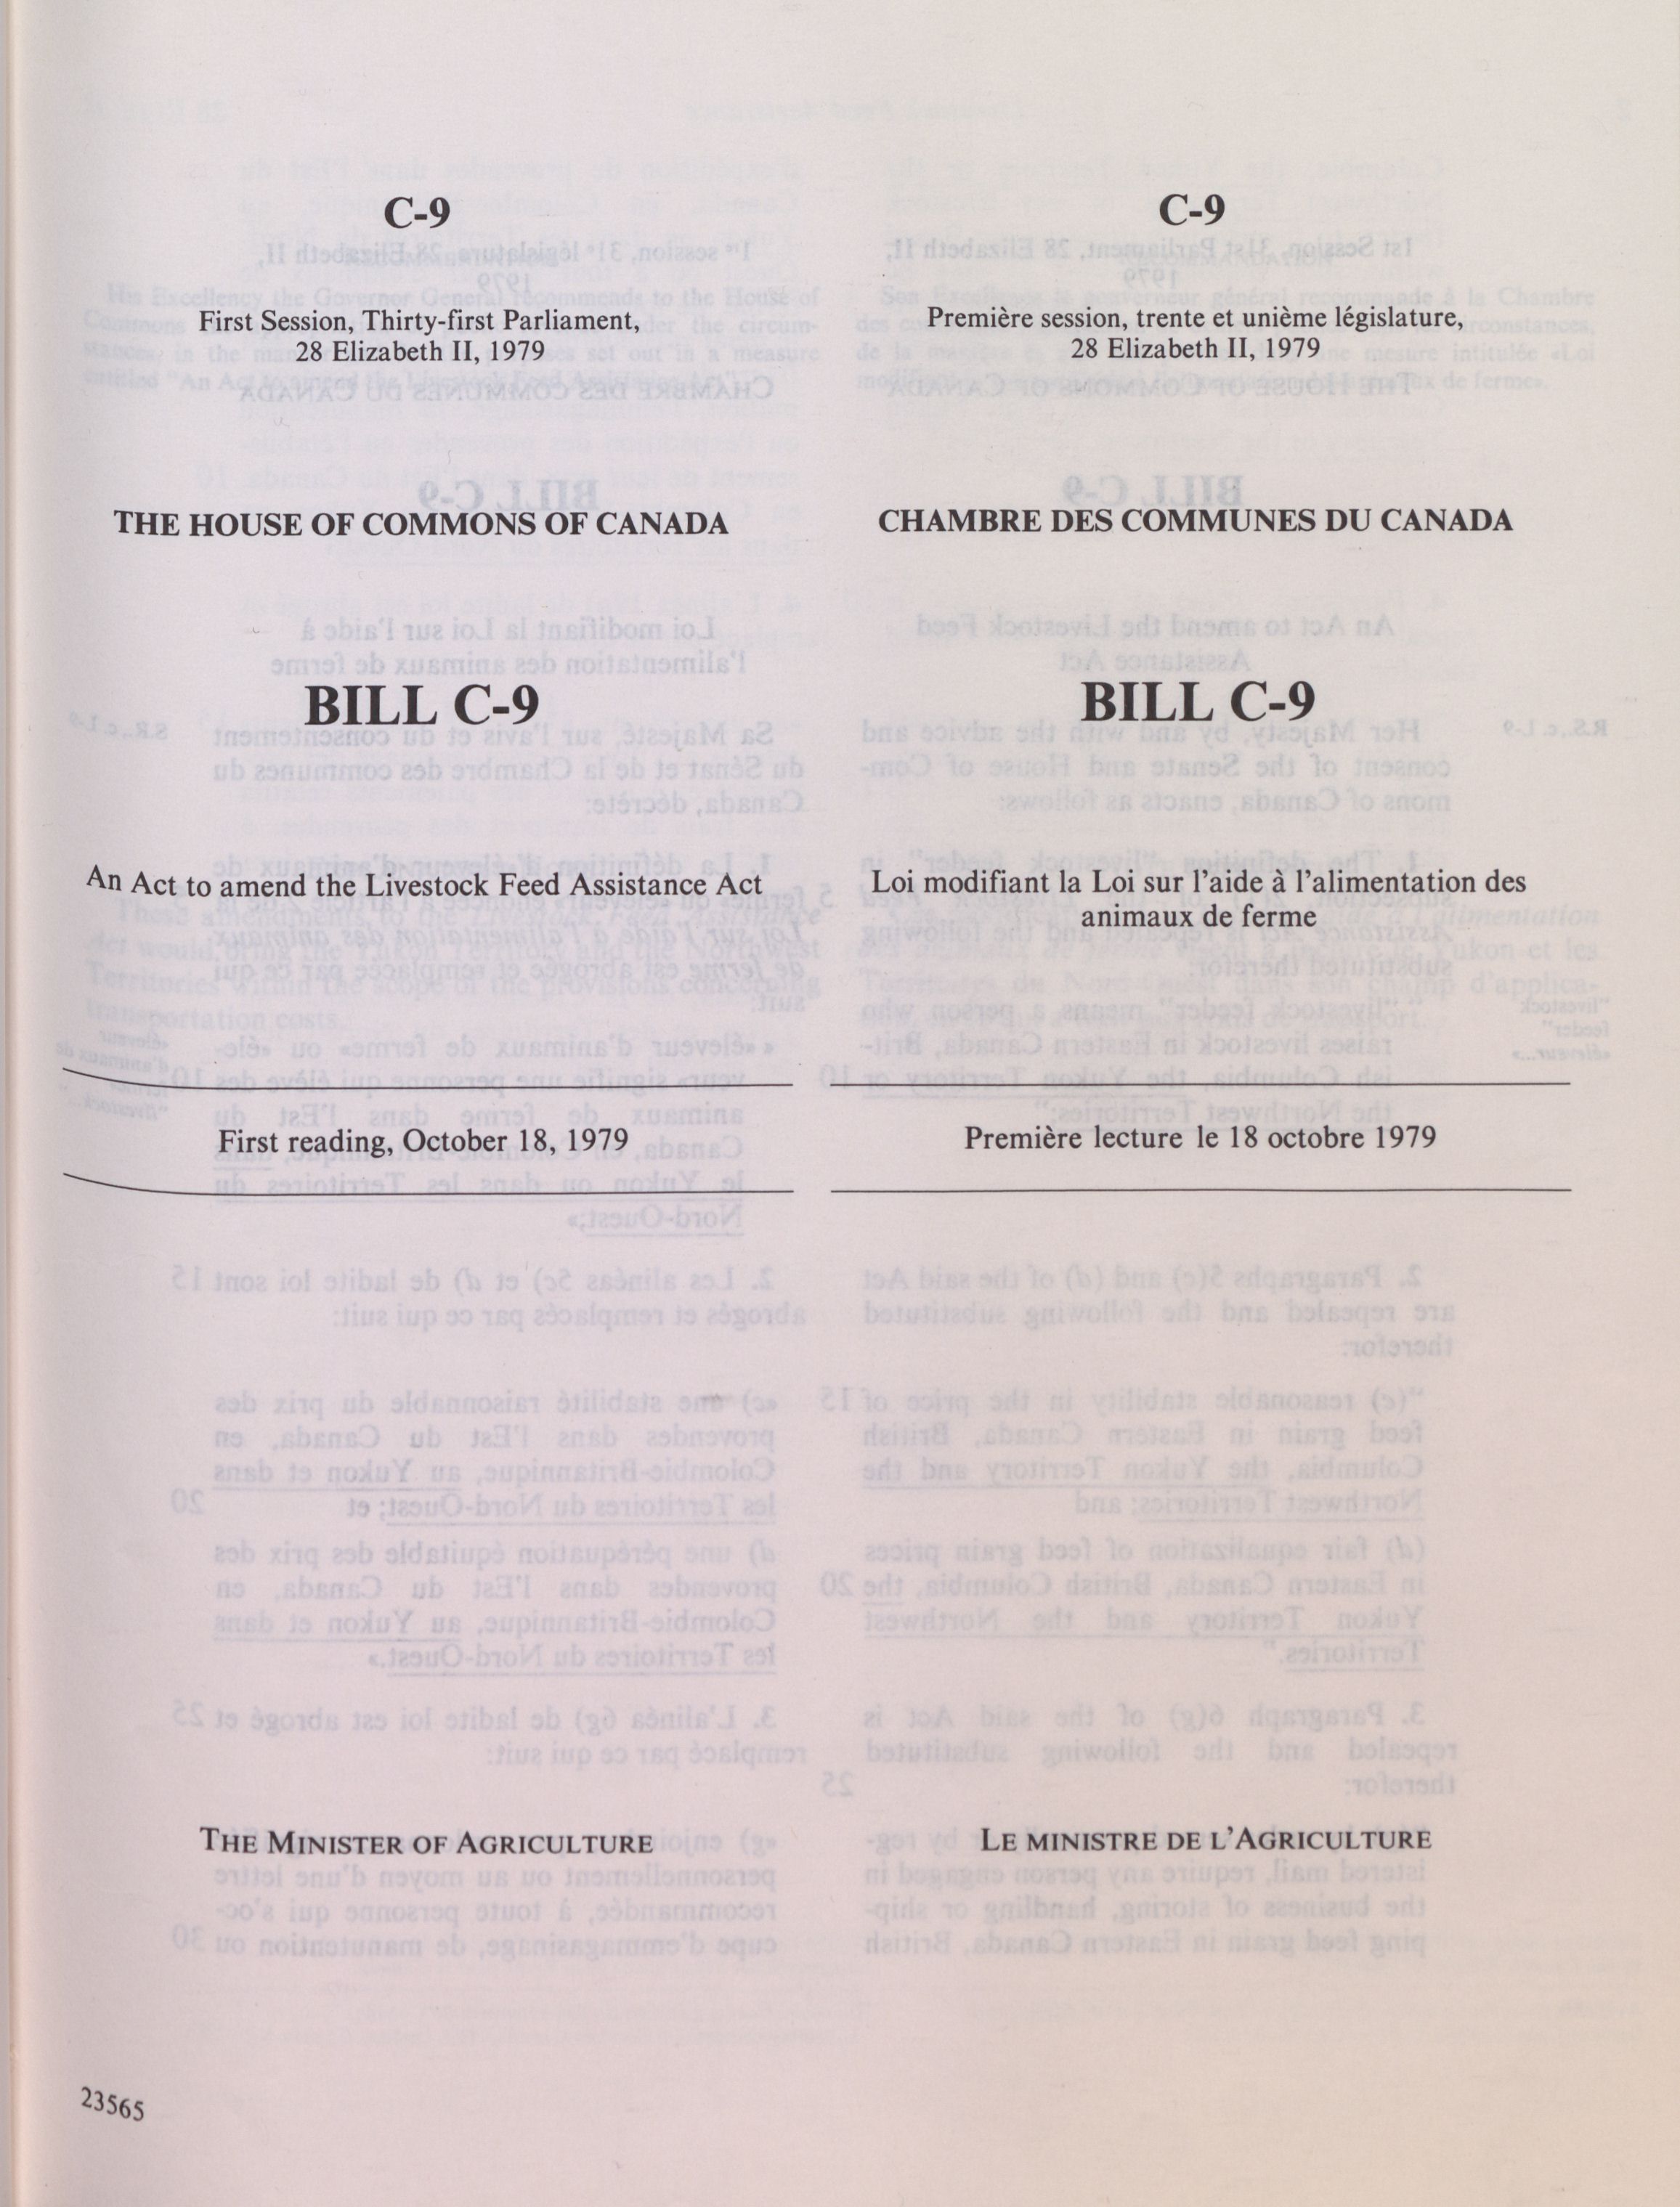 C-9
First Session, Thirty-first Parliament,
28 Elizabeth II, 1979
THE HOUSE OF COMMONS OF CANADA
BILL C-9
An Act to amend the Livestock Feed Assistance Act
First reading, October 18, 1979
THE MINISTER OF AGRICULTURE
23565
C-9
Première session, trente et unième législature,
28 Elizabeth II, 1979
CHAMBRE DES COMMUNES DU CANADA
BILL C-9
Loi modifiant la Loi sur l'aide à l'alimentation des
animaux de ferme
Première lecture le 18 octobre 1979
LE MINISTRE DE L'AGRICULTURE